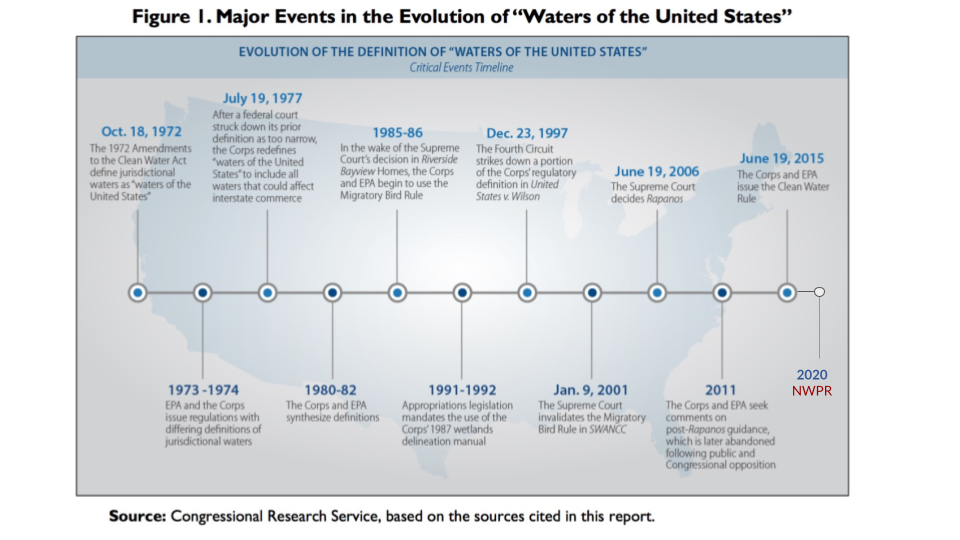 Figure 1. Major Events in the Evolution of “Waters of the United States”
EVOLUTION OF THE DEFINITION OF “WATERS OF THE UNITED STATES”
Critical Events Timeline
Oct. 18, 1972
The 1972 Amendments
to the Clean Water Act
define jurisdictional
waters as “waters of the
United States”
July 19, 1977
After a federal court
struck down its prior
definition as too narrow,
the Corps redefines
“waters of the United
States” to include all
waters that could affect
interstate commerce
1985-86
In the wake of the Supreme
Court’s decision in Riverside
Bayview Homes, the Corps
and EPA begin to use the
Migratory Bird Rule
Dec. 23, 1997
The Fourth Circuit
strikes down a portion
of the Corps’ regulatory
definition in United
States v. Wilson
June 19, 2006
The Supreme Court
decides Rapanos
June 19, 2015
The Corps and EPA
issue the Clean Water
Rule
1973 -1974
EPA and the Corps
issue regulations with
differing definitions of
jurisdictional waters
1980-82
The Corps and EPA
synthesize definitions
1991-1992
Appropriations legislation
mandates the use of the
Corps’ 1987 wetlands
delineation manual
Jan. 9, 2001
The Supreme Court
invalidates the Migratory
Bird Rule in SWANCC
2011
The Corps and EPA seek
comments on
post-Rapanos guidance,
which is later abandoned
following public and
Congressional opposition
2020
NWPR
Source: Congressional Research Service, based on the sources cited in this report.